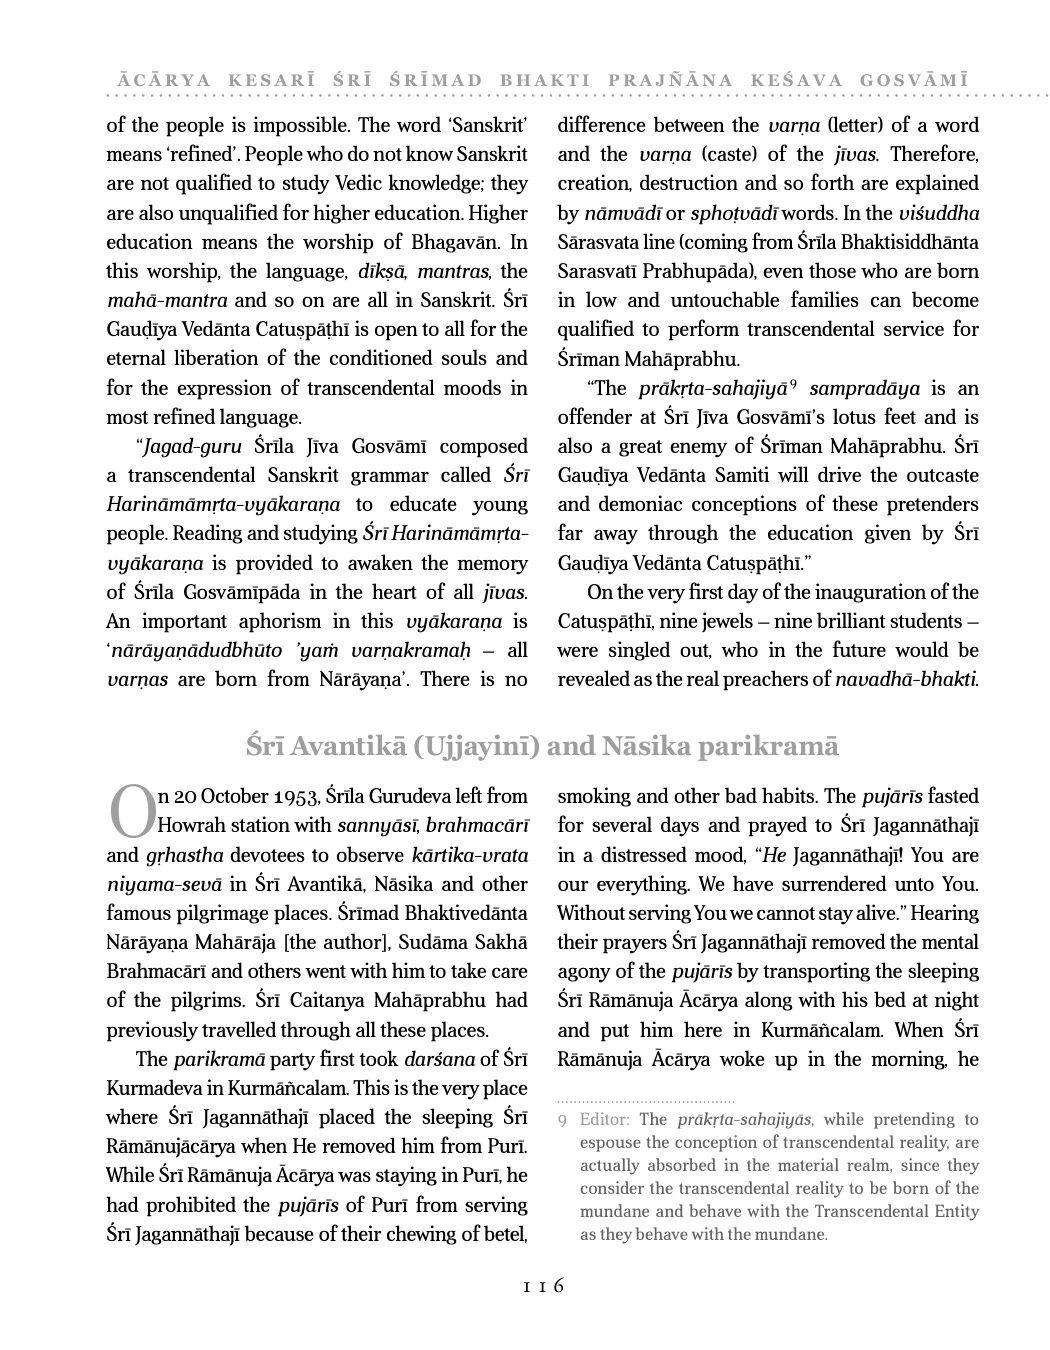 ĀCĀRYA KESARĪ ŚRĪ ŚRĪMAD BHAKTI PRAJÑĀNA KEŚAVA GOSVĀMĪ
of the people is impossible. The word ‘Sanskrit’
means ‘refined’. People who do not know Sanskrit
are not qualified to study Vedic knowledge; they
are also unqualified for higher education. Higher
education means the worship of Bhagavān. In
this worship, the language, dīkṣā, mantras, the
mahā-mantra and so on are all in Sanskrit. Śrī
Gauḍīya Vedānta Catuṣpāṭhī is open to all for the
eternal liberation of the conditioned souls and
for the expression of transcendental moods in
most refined language.
“Jagad-guru Śrīla Jīva Gosvāmī composed
a transcendental Sanskrit grammar called Śrī
Harināmāmṛta-vyākaraṇa to educate young
people. Reading and studying Śrī Harināmāmṛta-
vyākaraṇa is provided to awaken the memory
of Śrīla Gosvāmīpāda in the heart of all jīvas.
An important aphorism in this vyākaraṇa is
‘nārāyaṇādudbhūto ’yaṁ varṇakramaḥ – all
varṇas are born from Nārāyaṇa’. There is no
difference between the varṇa (letter) of a word
and the varṇa (caste) of the jīvas. Therefore,
creation, destruction and so forth are explained
by nāmvādī or sphoṭvādī words. In the viśuddha
Sārasvata line (coming from Śrīla Bhaktisiddhānta
Sarasvatī Prabhupāda), even those who are born
in low and untouchable families can become
qualified to perform transcendental service for
Śrīman Mahāprabhu.
“The prākṛta-sahajiyā⁹ sampradāya is an
offender at Śrī Jīva Gosvāmī’s lotus feet and is
also a great enemy of Śrīman Mahāprabhu. Śrī
Gauḍīya Vedānta Samiti will drive the outcaste
and demoniac conceptions of these pretenders
far away through the education given by Śrī
Gauḍīya Vedānta Catuṣpāṭhī.”
On the very first day of the inauguration of the
Catuṣpāṭhī, nine jewels – nine brilliant students –
were singled out, who in the future would be
revealed as the real preachers of navadhā-bhakti.
Śrī Avantikā (Ujjayinī) and Nāsika parikramā
On 20 October 1953, Śrīla Gurudeva left from
Howrah station with sannyāsī, brahmacārī
and gṛhastha devotees to observe kārtika-vrata
niyama-sevā in Śrī Avantikā, Nāsika and other
famous pilgrimage places. Śrīmad Bhaktivedānta
Nārāyaṇa Mahārāja [the author], Sudāma Sakhā
Brahmacārī and others went with him to take care
of the pilgrims. Śrī Caitanya Mahāprabhu had
previously travelled through all these places.
The parikramā party first took darśana of Śrī
Kurmadeva in Kurmāñcalam. This is the very place
where Śrī Jagannāthajī placed the sleeping Śrī
Rāmānujācārya when He removed him from Purī.
While Śrī Rāmānuja Ācārya was staying in Purī, he
had prohibited the pujārīs of Purī from serving
Śrī Jagannāthajī because of their chewing of betel,
smoking and other bad habits. The pujārīs fasted
for several days and prayed to Śrī Jagannāthajī
in a distressed mood, “He Jagannāthajī! You are
our everything. We have surrendered unto You.
Without serving You we cannot stay alive.” Hearing
their prayers Śrī Jagannāthajī removed the mental
agony of the pujārīs by transporting the sleeping
Śrī Rāmānuja Ācārya along with his bed at night
and put him here in Kurmāñcalam. When Śrī
Rāmānuja Ācārya woke up in the morning, he
9 Editor: The prākṛta-sahajiyās, while pretending to
espouse the conception of transcendental reality, are
actually absorbed in the material realm, since they
consider the transcendental reality to be born of the
mundane and behave with the Transcendental Entity
as they behave with the mundane.
116